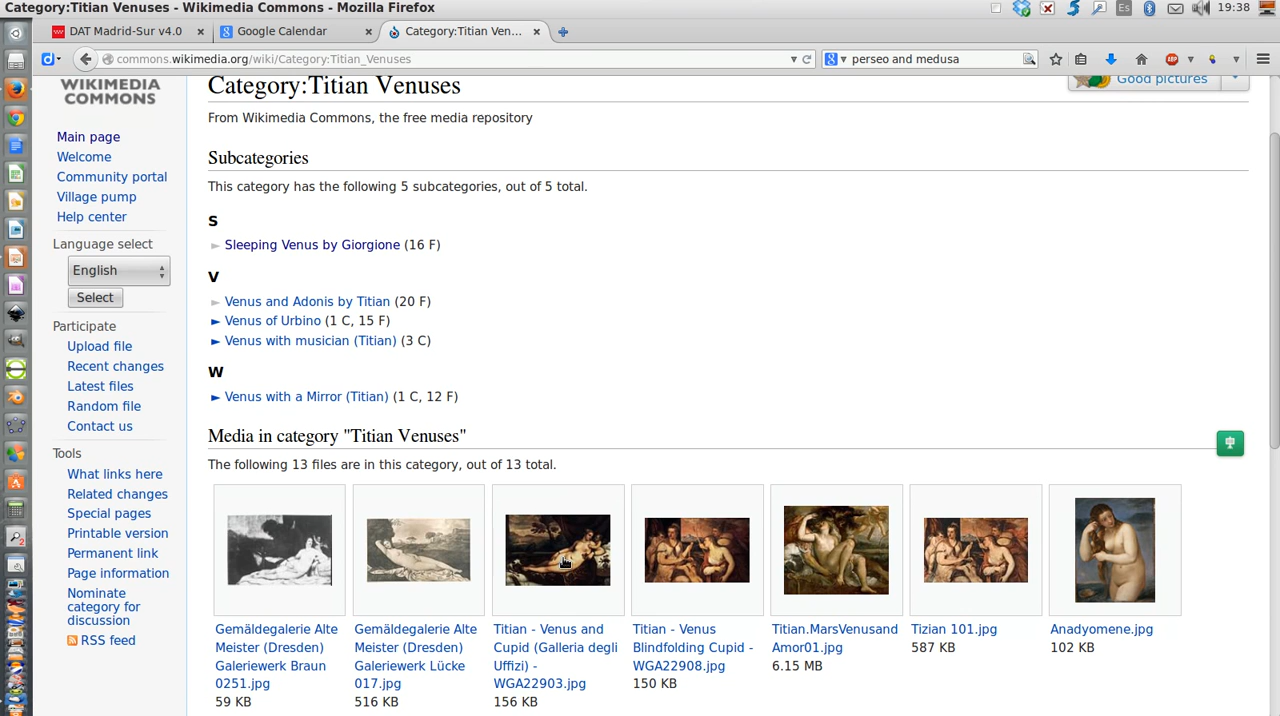 Category:Titian Venuses - Wikimedia Commons - Mozilla Firefox
Es
19:38
DAT Madrid-Sur v4.0
Google Calendar
Category:Titian Ven...
commons.wikimedia.org/wiki/Category:Titian_Venuses
perseo and medusa
WIKIMEDIA
COMMONS
Main page
Welcome
Community portal
Village pump
Help center
Language select
English
Select
Participate
Upload file
Recent changes
Latest files
Random file
Contact us
Tools
What links here
Related changes
Special pages
Printable version
Permanent link
Page information
Nominate
category for
discussion
RSS feed
Category:Titian Venuses
Good pictures
From Wikimedia Commons, the free media repository
Subcategories
This category has the following 5 subcategories, out of 5 total.
S
Sleeping Venus by Giorgione (16 F)
V
Venus and Adonis by Titian (20 F)
Venus of Urbino (1 C, 15 F)
Venus with musician (Titian) (3 C)
W
Venus with a Mirror (Titian) (1 C, 12 F)
Media in category "Titian Venuses"
The following 13 files are in this category, out of 13 total.
Gemäldegalerie Alte
Meister (Dresden)
Galeriewerk Braun
0251.jpg
59 KB
Gemäldegalerie Alte
Meister (Dresden)
Galeriewerk Lücke
017.jpg
516 KB
Titian - Venus and
Cupid (Galleria degli
Uffizi) -
WGA22903.jpg
156 KB
Titian - Venus
Blindfolding Cupid -
WGA22908.jpg
150 KB
Titian.MarsVenusand
Amor01.jpg
6.15 MB
Tizian 101.jpg
587 KB
Anadyomene.jpg
102 KB